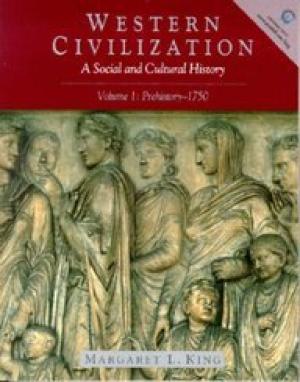 WESTERN
CIVILIZATION
A Social and Cultural History
Volume 1: Prehistory–1750
MARGARET L. KING